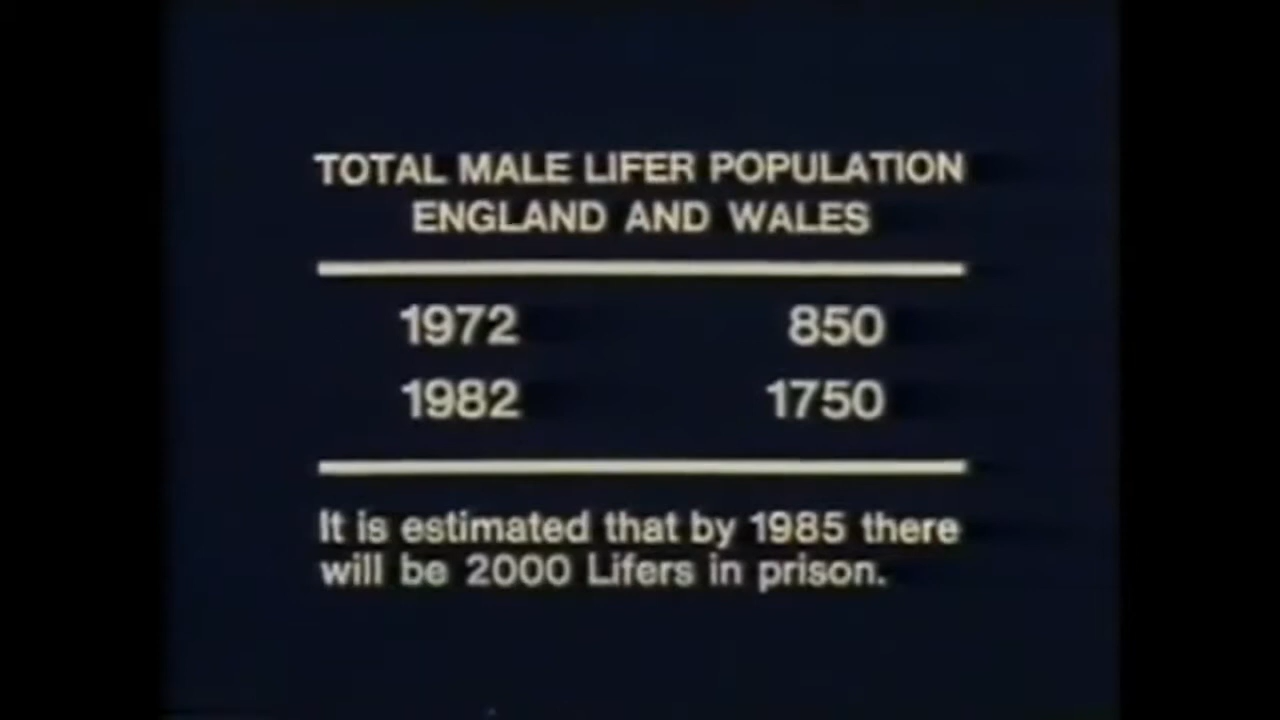 TOTAL MALE LIFER POPULATION
ENGLAND AND WALES
1972 850
1982 1750
It is estimated that by 1985 there
will be 2000 Lifers in prison.